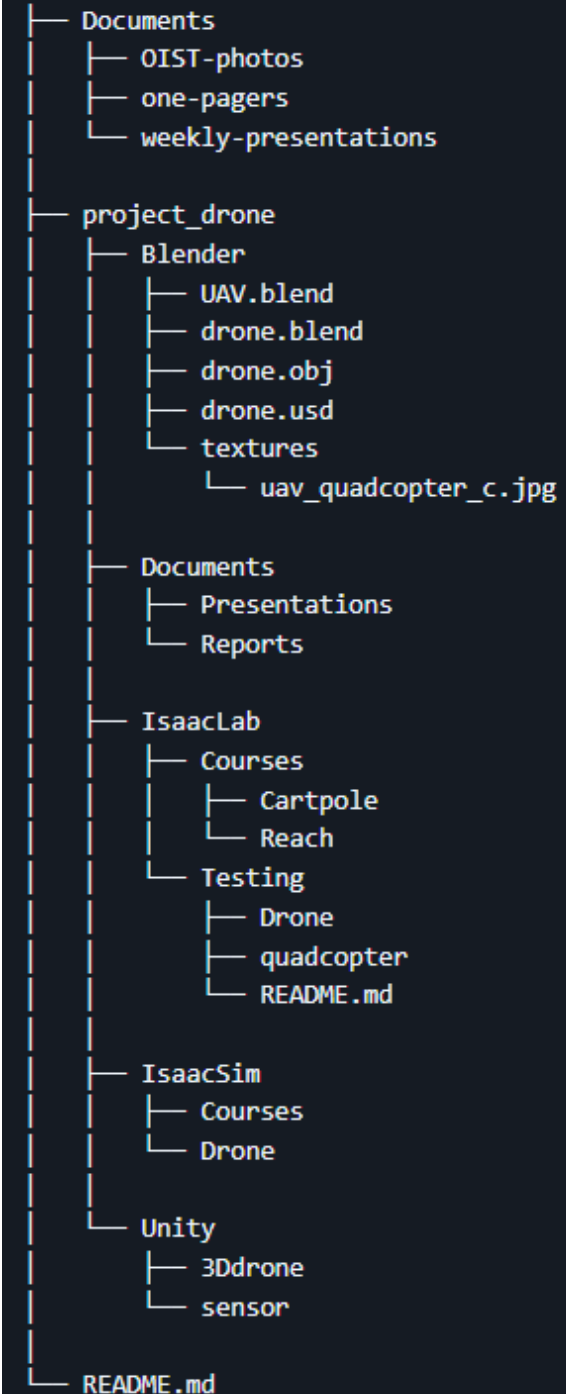 ├── Documents
│   ├── OIST-photos
│   ├── one-pagers
│   └── weekly-presentations
│
├── project_drone
│   ├── Blender
│   │   ├── UAV.blend
│   │   ├── drone.blend
│   │   ├── drone.obj
│   │   ├── drone.usd
│   │   └── textures
│   │       └── uav_quadcopter_c.jpg
│   │
│   ├── Documents
│   │   ├── Presentations
│   │   └── Reports
│   │
│   ├── IsaacLab
│   │   ├── Courses
│   │   │   ├── Cartpole
│   │   │   └── Reach
│   │   └── Testing
│   │       ├── Drone
│   │       ├── quadcopter
│   │       └── README.md
│   │
│   ├── IsaacSim
│   │   ├── Courses
│   │   └── Drone
│   │
│   └── Unity
│       ├── 3Ddrone
│       └── sensor
│
└── README.md